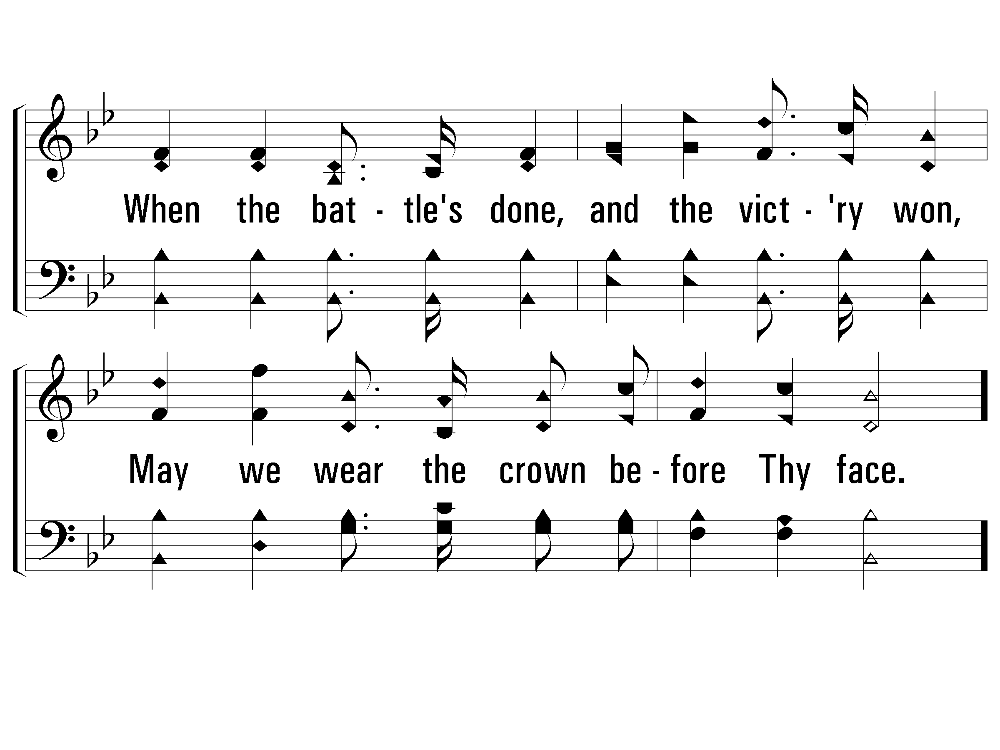 When the bat - tle's done, and the vict - 'ry won,
May we wear the crown be - fore Thy face.